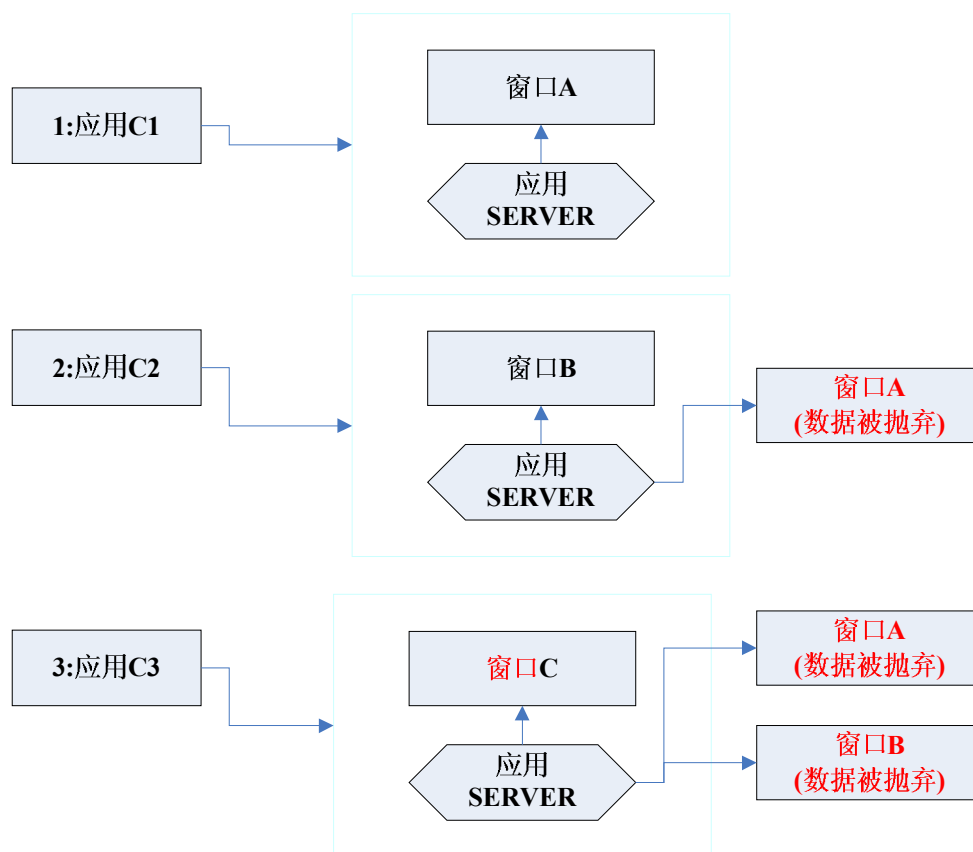 窗口A
1:应用C1
应用
SERVER
窗口B
2:应用C2
窗口A
(数据被抛弃)
应用
SERVER
窗口A
(数据被抛弃)
3:应用C3
窗口C
窗口B
(数据被抛弃)
应用
SERVER